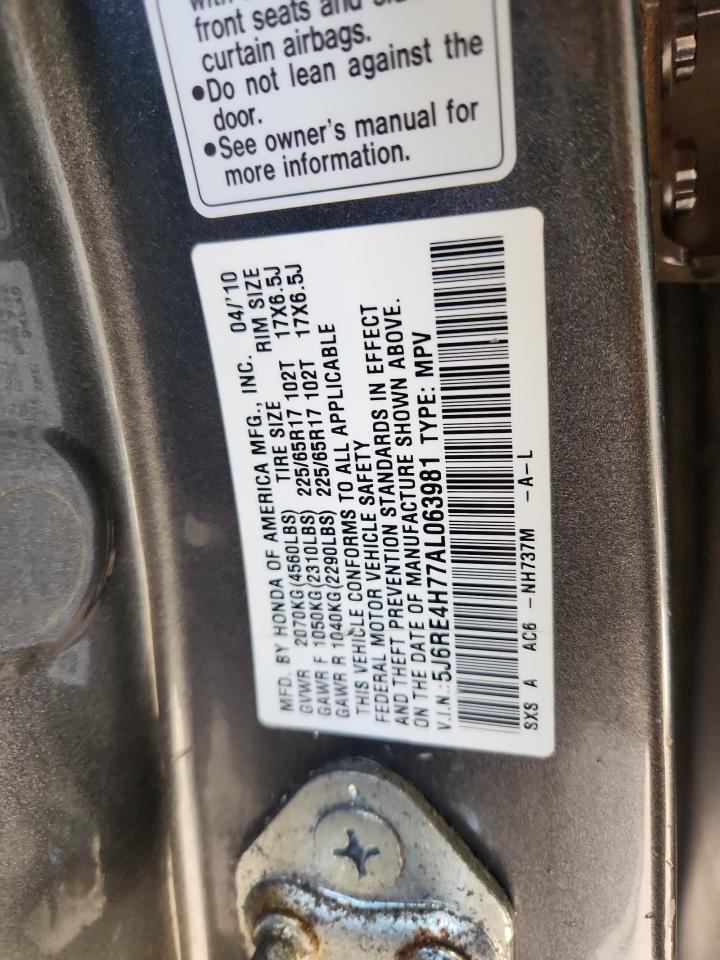 front seats and
curtain airbags.
•Do not lean against the
door.
•See owner's manual for
more information.
MFD. BY HONDA OF AMERICA MFG., INC. 04/'10
GVWR 2070KG(4560LBS) TIRE SIZE RIM SIZE
GAWR F 1050KG(2310LBS) 225/65R17 102T 17X6.5J
GAWR R 1040KG(2290LBS) 225/65R17 102T 17X6.5J
THIS VEHICLE CONFORMS TO ALL APPLICABLE
FEDERAL MOTOR VEHICLE SAFETY
AND THEFT PREVENTION STANDARDS IN EFFECT
ON THE DATE OF MANUFACTURE SHOWN ABOVE.
V.I.N.:5J6RE4H77AL063981 TYPE: MPV
SXS A AC6 -NH737M -A-L